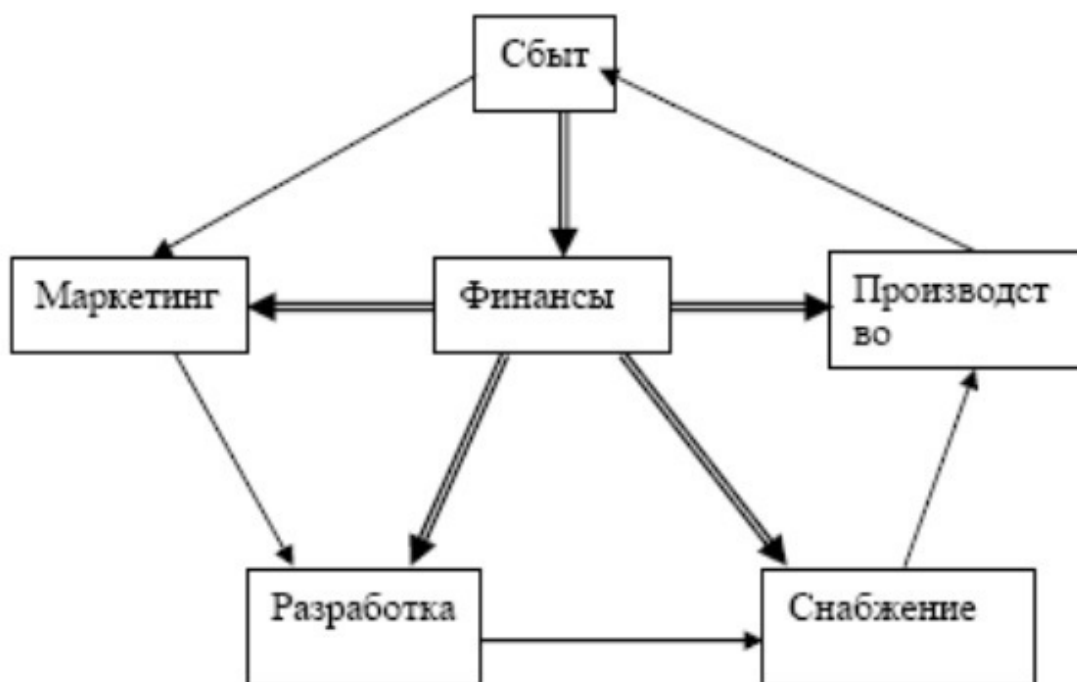 Сбыт
Маркетинг
Финансы
Производст
во
Разработка
Снабжение